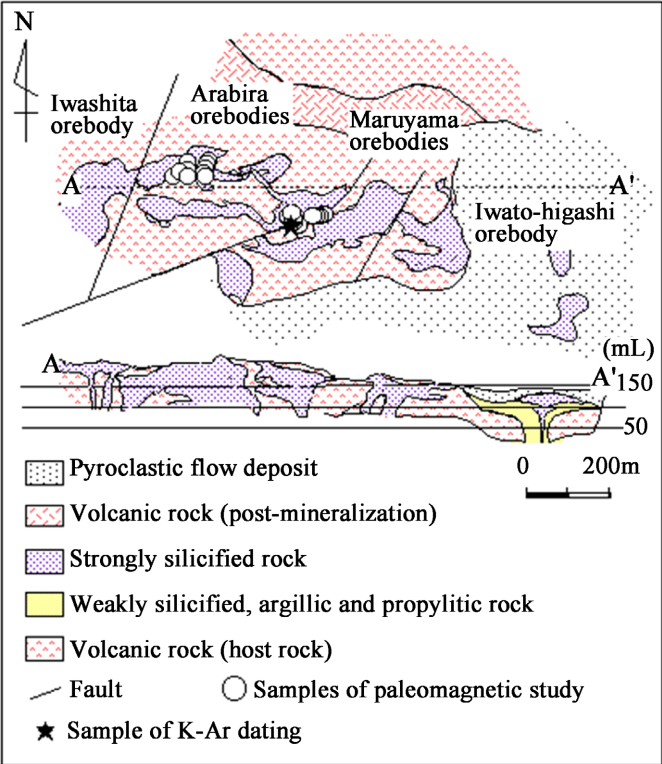 N
Iwashita
orebody
Arabira
orebodies
Maruyama
orebodies
A
A'
Iwato-higashi
orebody
(mL)
A
A'
150
50
Pyroclastic flow deposit
0 200m
Volcanic rock (post-mineralization)
Strongly silicified rock
Weakly silicified, argillic and propylitic rock
Volcanic rock (host rock)
Fault
Samples of paleomagnetic study
Sample of K-Ar dating